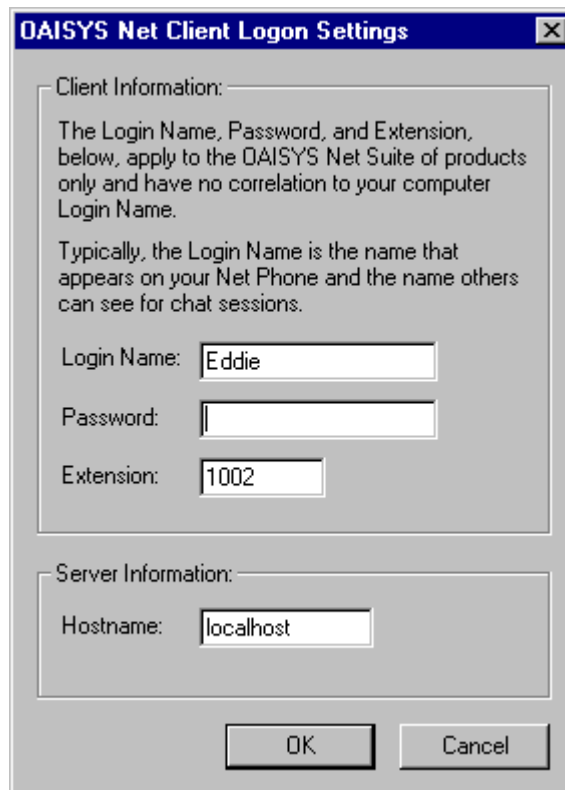 OAISYS Net Client Logon Settings
Client Information:
The Login Name, Password, and Extension,
below, apply to the OAISYS Net Suite of products
only and have no correlation to your computer
Login Name.
Typically, the Login Name is the name that
appears on your Net Phone and the name others
can see for chat sessions.
Login Name: Eddie
Password:
Extension: 1002
Server Information:
Hostname: localhost
OK Cancel